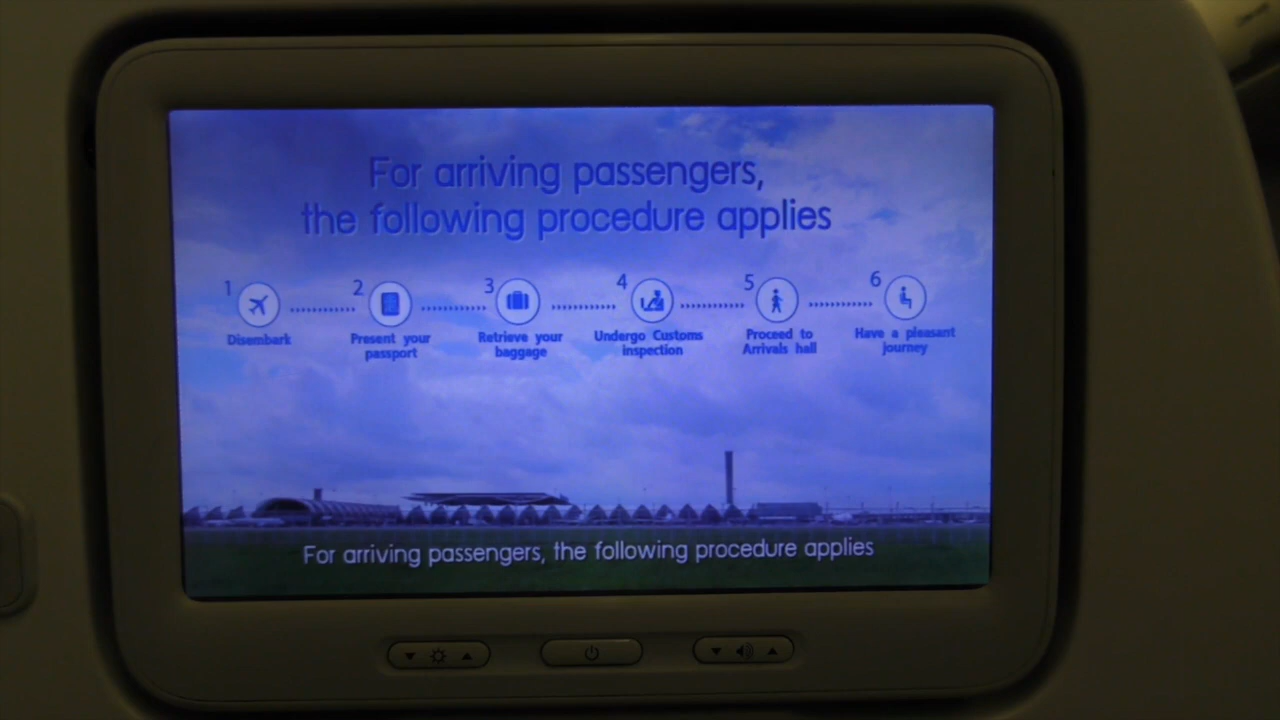 For arriving passengers,
the following procedure applies
1 2 3 4 5 6
Disembark
Present your
passport
Retrieve your
baggage
Undergo Customs
inspection
Proceed to
Arrivals hall
Have a pleasant
journey
For arriving passengers, the following procedure applies